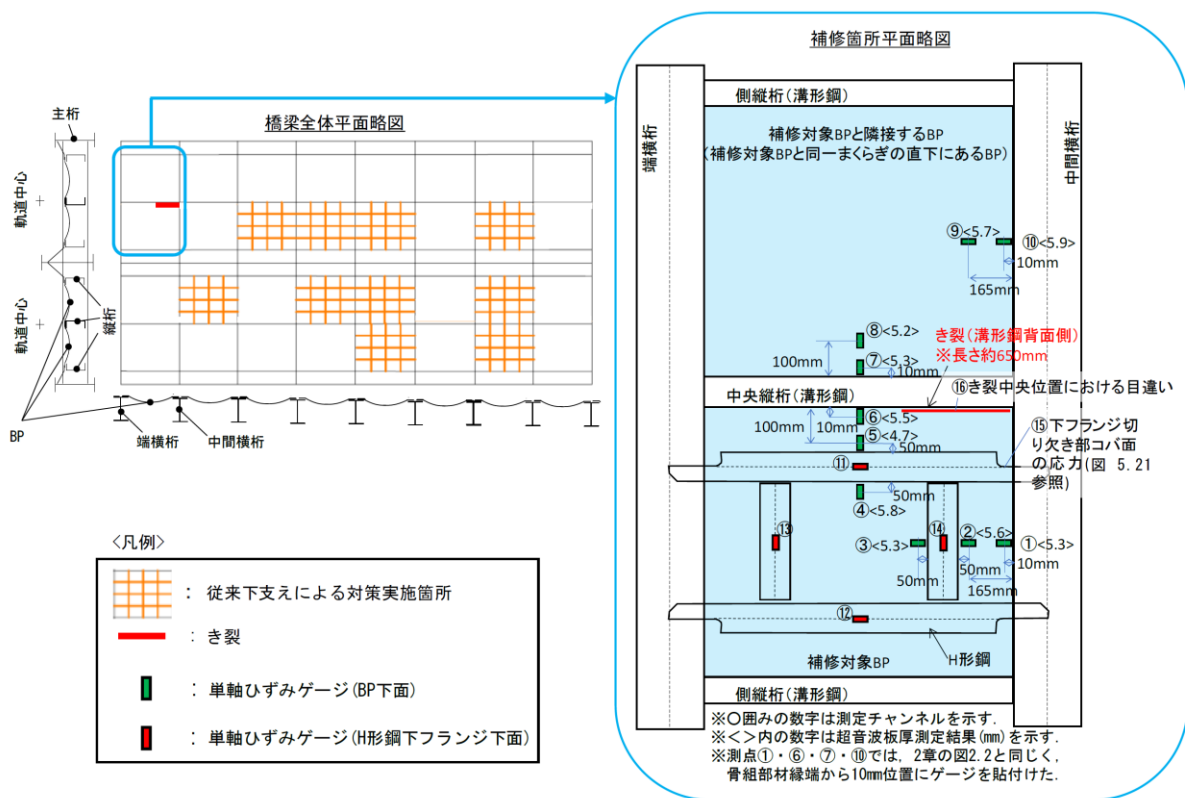 橋梁全体平面略図
主桁
軌道中心
軌道中心
縦桁
BP
端横桁
中間横桁
<凡例>
： 従来下支えによる対策実施箇所
： き裂
： 単軸ひずみゲージ(BP下面)
： 単軸ひずみゲージ(H形鋼下フランジ下面)
補修箇所平面略図
端横桁
中間横桁
側縦桁(溝形鋼)
補修対象BPと隣接するBP
(補修対象BPと同一まくらぎの直下にあるBP)
⑨<5.7>
⑩<5.9>
10mm
165mm
⑧<5.2>
100mm
⑦<5.3>
10mm
き裂(溝形鋼背面側)
※長さ約650mm
⑯き裂中央位置における目違い
中央縦桁(溝形鋼)
⑥<5.5>
10mm
100mm
⑤<4.7>
50mm
⑮下フランジ切
り欠き部コバ面
の応力(図 5.21
参照)
⑪
50mm
④<5.8>
⑬
⑭
③<5.3>
②<5.6>
①<5.3>
50mm
50mm
10mm
165mm
⑫
H形鋼
補修対象BP
側縦桁(溝形鋼)
※○囲みの数字は測定チャンネルを示す.
※<>内の数字は超音波板厚測定結果(mm)を示す.
※測点①・⑥・⑦・⑩では, 2章の図2.2と同じく,
骨組部材縁端から10mm位置にゲージを貼付けた.